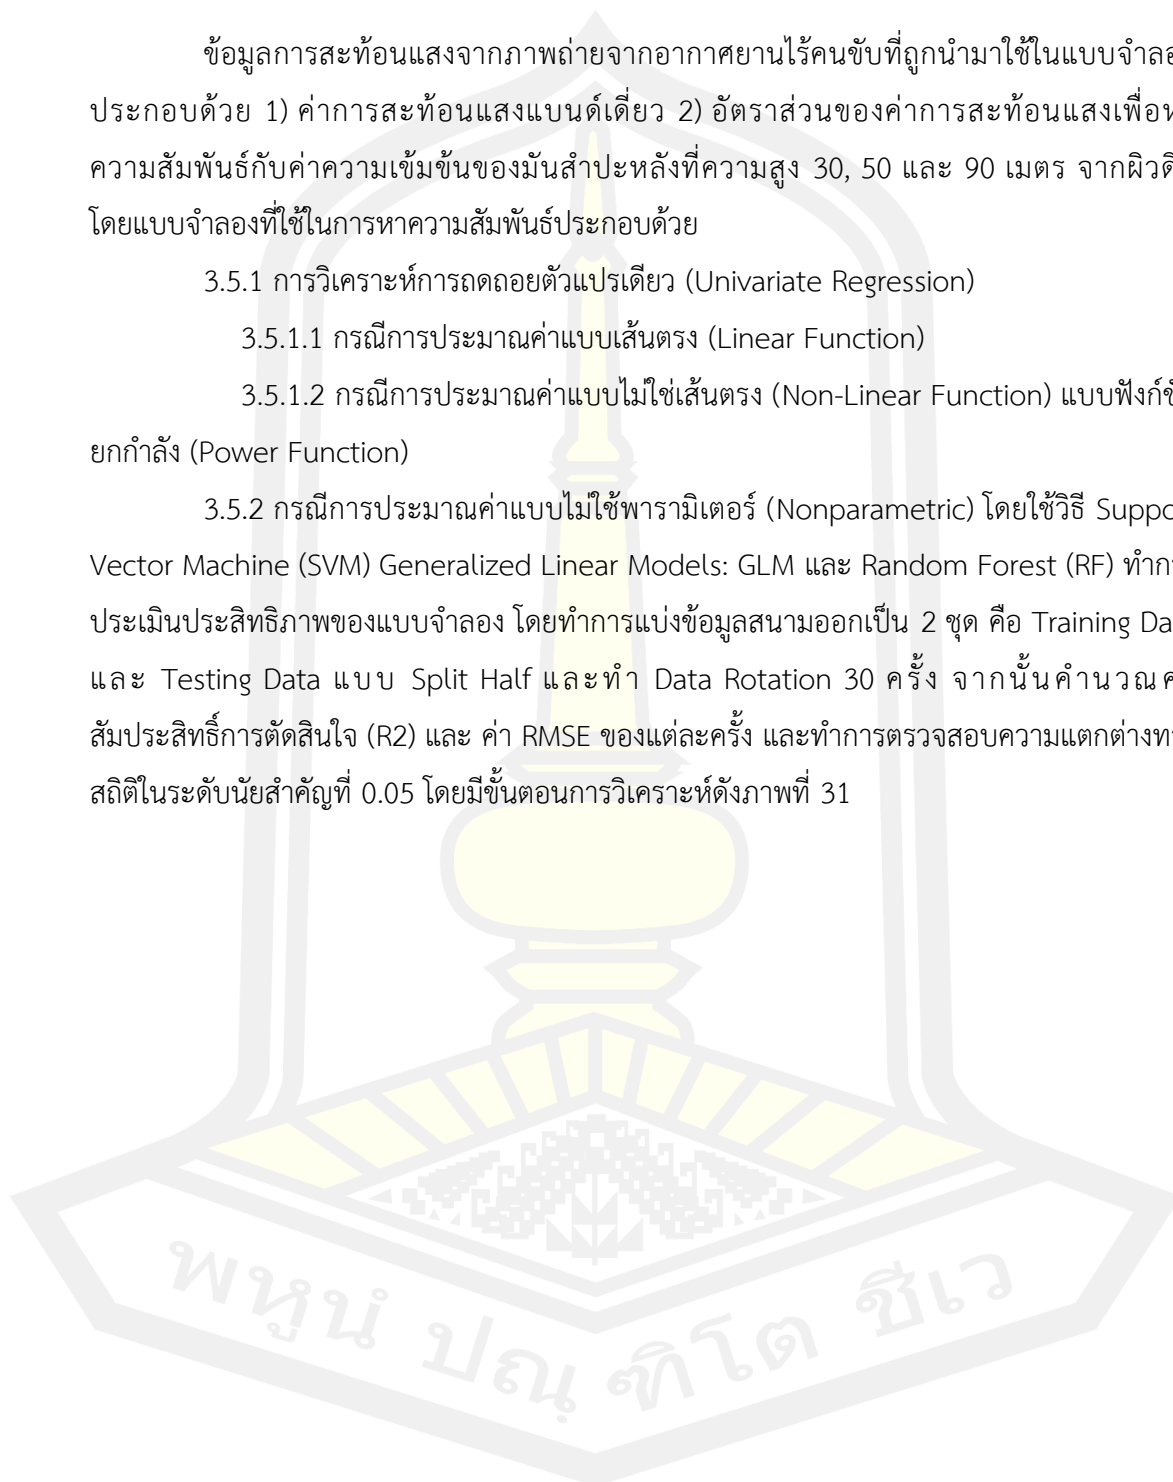 ข้อมูลการสะท้อนแสงจากภาพถ่ายจากอากาศยานไร้คนขับที่ถูกนำมาใช้ในแบบจำลอ
ประกอบด้วย 1) ค่าการสะท้อนแสงแบนด์เดี่ยว 2) อัตราส่วนของค่าการสะท้อนแสงเพื่อห
ความสัมพันธ์กับค่าความเข้มข้นของมันสำปะหลังที่ความสูง 30, 50 และ 90 เมตร จากผิวดิ
โดยแบบจำลองที่ใช้ในการหาความสัมพันธ์ประกอบด้วย
3.5.1 การวิเคราะห์การถดถอยตัวแปรเดียว (Univariate Regression)
3.5.1.1 กรณีการประมาณค่าแบบเส้นตรง (Linear Function)
3.5.1.2 กรณีการประมาณค่าแบบไม่ใช่เส้นตรง (Non-Linear Function) แบบฟังก์ชั
ยกกำลัง (Power Function)
3.5.2 กรณีการประมาณค่าแบบไม่ใช้พารามิเตอร์ (Nonparametric) โดยใช้วิธี Suppo
Vector Machine (SVM) Generalized Linear Models: GLM และ Random Forest (RF) ทำกา
ประเมินประสิทธิภาพของแบบจำลอง โดยทำการแบ่งข้อมูลสนามออกเป็น 2 ชุด คือ Training Da
และ Testing Data แบบ Split Half และทำ Data Rotation 30 ครั้ง จากนั้นคำนวณค
สัมประสิทธิ์การตัดสินใจ (R2) และ ค่า RMSE ของแต่ละครั้ง และทำการตรวจสอบความแตกต่างทา
สถิติในระดับนัยสำคัญที่ 0.05 โดยมีขั้นตอนการวิเคราะห์ดังภาพที่ 31
พหูนํ ปณฺฑิโต ชีเว